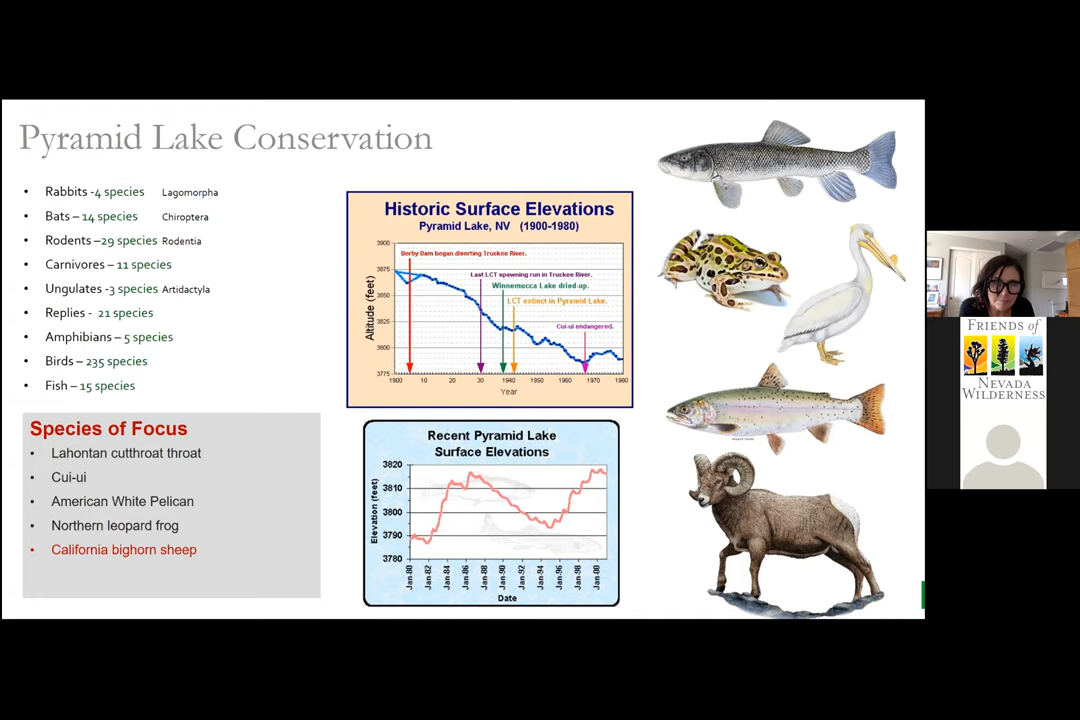 Pyramid Lake Conservation
• Rabbits -4 species Lagomorpha
• Bats – 14 species Chiroptera
• Rodents –29 species Rodentia
• Carnivores – 11 species
• Ungulates -3 species Artidactyla
• Replies - 21 species
• Amphibians – 5 species
• Birds – 235 species
• Fish – 15 species
Species of Focus
• Lahontan cutthroat throat
• Cui-ui
• American White Pelican
• Northern leopard frog
• California bighorn sheep
Historic Surface Elevations
Pyramid Lake, NV (1900-1980)
Altitude (feet)
3900
3875
3850
3825
3800
3775
Derby Dam began diverting Truckee River.
Last LCT spawning run in Truckee River.
Winnemucca Lake dried-up.
LCT extinct in Pyramid Lake.
Cui-ui endangered.
1900 10 20 30 1940 1950 1960 1970 1980
Year
Recent Pyramid Lake
Surface Elevations
Elevation (feet)
3820
3810
3800
3790
3780
Jan-80 Jan-82 Jan-84 Jan-86 Jan-88 Jan-90 Jan-92 Jan-94 Jan-96 Jan-98 Jan-00
Date
FRIENDS of
NEVADA
WILDERNESS